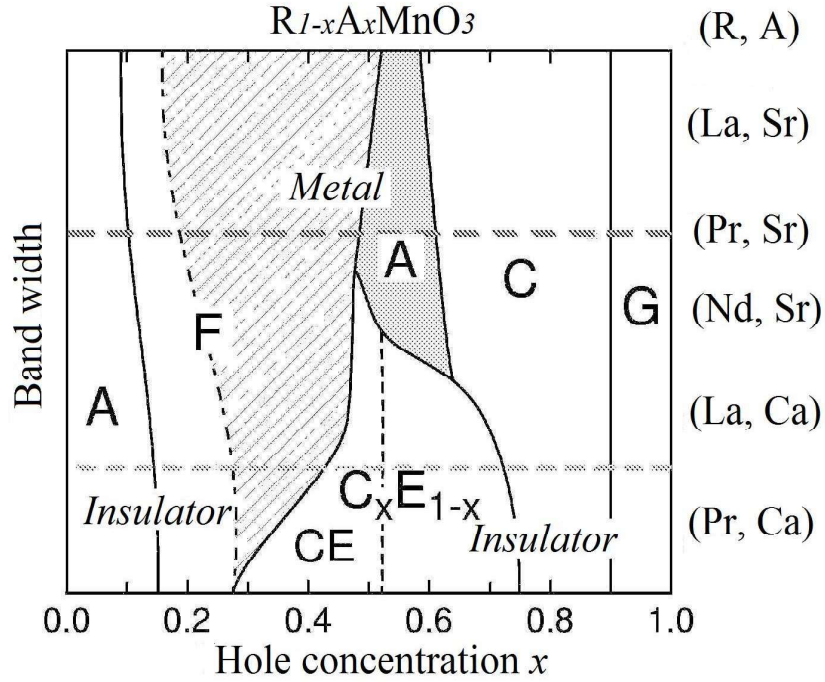 R1-xAxMnO3
(R, A)
(La, Sr)
Metal
(Pr, Sr)
A
C
G
(Nd, Sr)
F
Band width
A
(La, Ca)
Insulator
CxE1-x
CE
Insulator
(Pr, Ca)
0.0 0.2 0.4 0.6 0.8 1.0
Hole concentration x